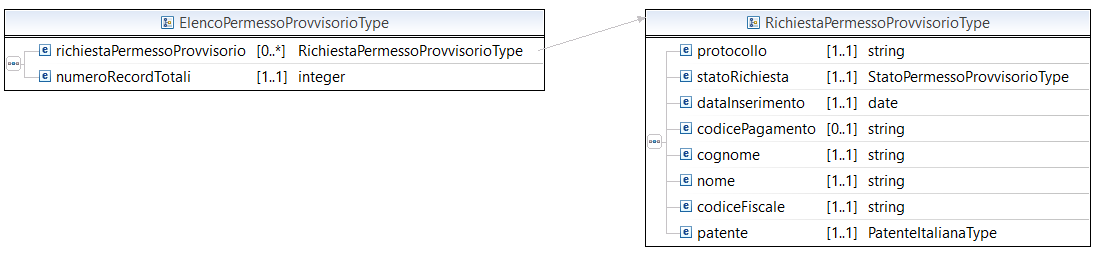 ElencoPermessoProvvisorioType
richiestaPermessoProvvisorio [0..*] RichiestaPermessoProvvisorioType
numeroRecordTotali [1..1] integer
RichiestaPermessoProvvisorioType
protocollo [1..1] string
statoRichiesta [1..1] StatoPermessoProvvisorioType
dataInserimento [1..1] date
codicePagamento [0..1] string
cognome [1..1] string
nome [1..1] string
codiceFiscale [1..1] string
patente [1..1] PatenteItalianaType